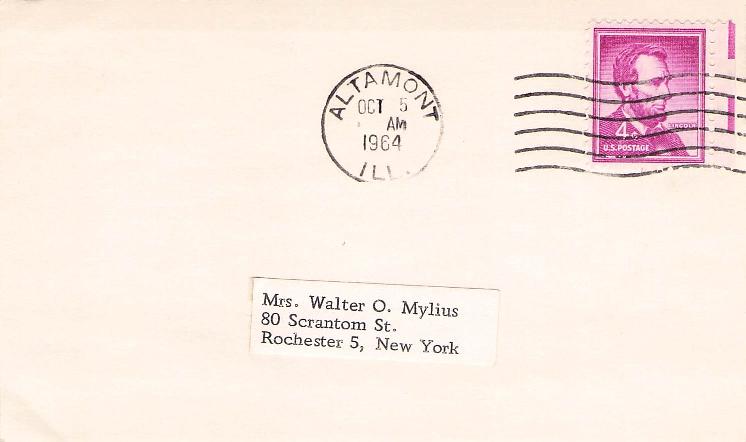 ALTAMONT
OCT 5
AM
1964
ILL.
LINCOLN
4¢
U.S. POSTAGE
Mrs. Walter O. Mylius
80 Scrantom St.
Rochester 5, New York